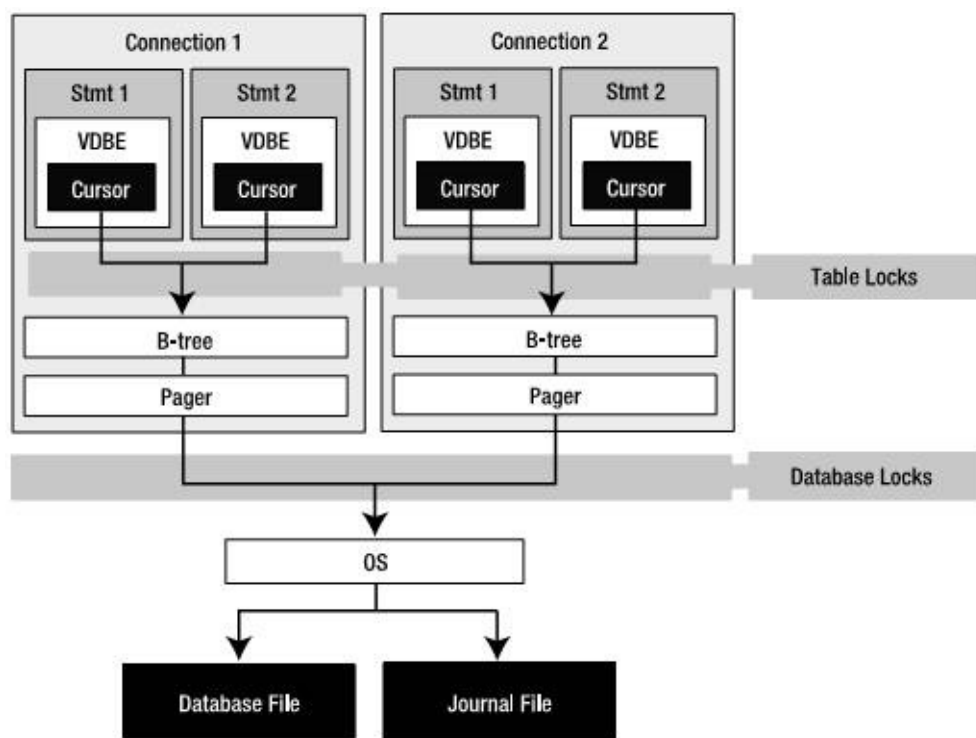 Connection 1
Connection 2
Stmt 1
Stmt 2
Stmt 1
Stmt 2
VDBE
VDBE
VDBE
VDBE
Cursor
Cursor
Cursor
Cursor
Table Locks
B-tree
B-tree
Pager
Pager
Database Locks
OS
Database File
Journal File